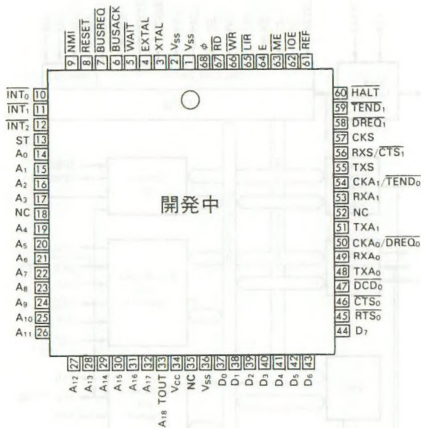 9 NMI
8 RESET
7 BUSREQ
6 BUSACK
5 WAIT
4 EXTAL
3 XTAL
2 Vss
1 Vss
68 φ
67 RD
66 WR
65 LIR
64 E
63 ME
62 IOE
61 REF
INT₀ 10
INT₁ 11
INT₂ 12
ST 13
A₀ 14
A₁ 15
A₂ 16
A₃ 17
NC 18
A₄ 19
A₅ 20
A₆ 21
A₇ 22
A₈ 23
A₉ 24
A₁₀ 25
A₁₁ 26
開発中
60 HALT
59 TEND₁
58 DREQ₁
57 CKS
56 RXS/CTS₁
55 TXS
54 CKA₁/TEND₀
53 RXA₁
52 NC
51 TXA₁
50 CKA₀/DREQ₀
49 RXA₀
48 TXA₀
47 DCD₀
46 CTS₀
45 RTS₀
44 D₇
A₁₂ 27
A₁₃ 28
A₁₄ 29
A₁₅ 30
A₁₆ 31
A₁₇ 32
A₁₈ TOUT 33
Vcc 34
NC 35
Vss 36
D₀ 37
D₁ 38
D₂ 39
D₃ 40
D₄ 41
D₅ 42
D₆ 43